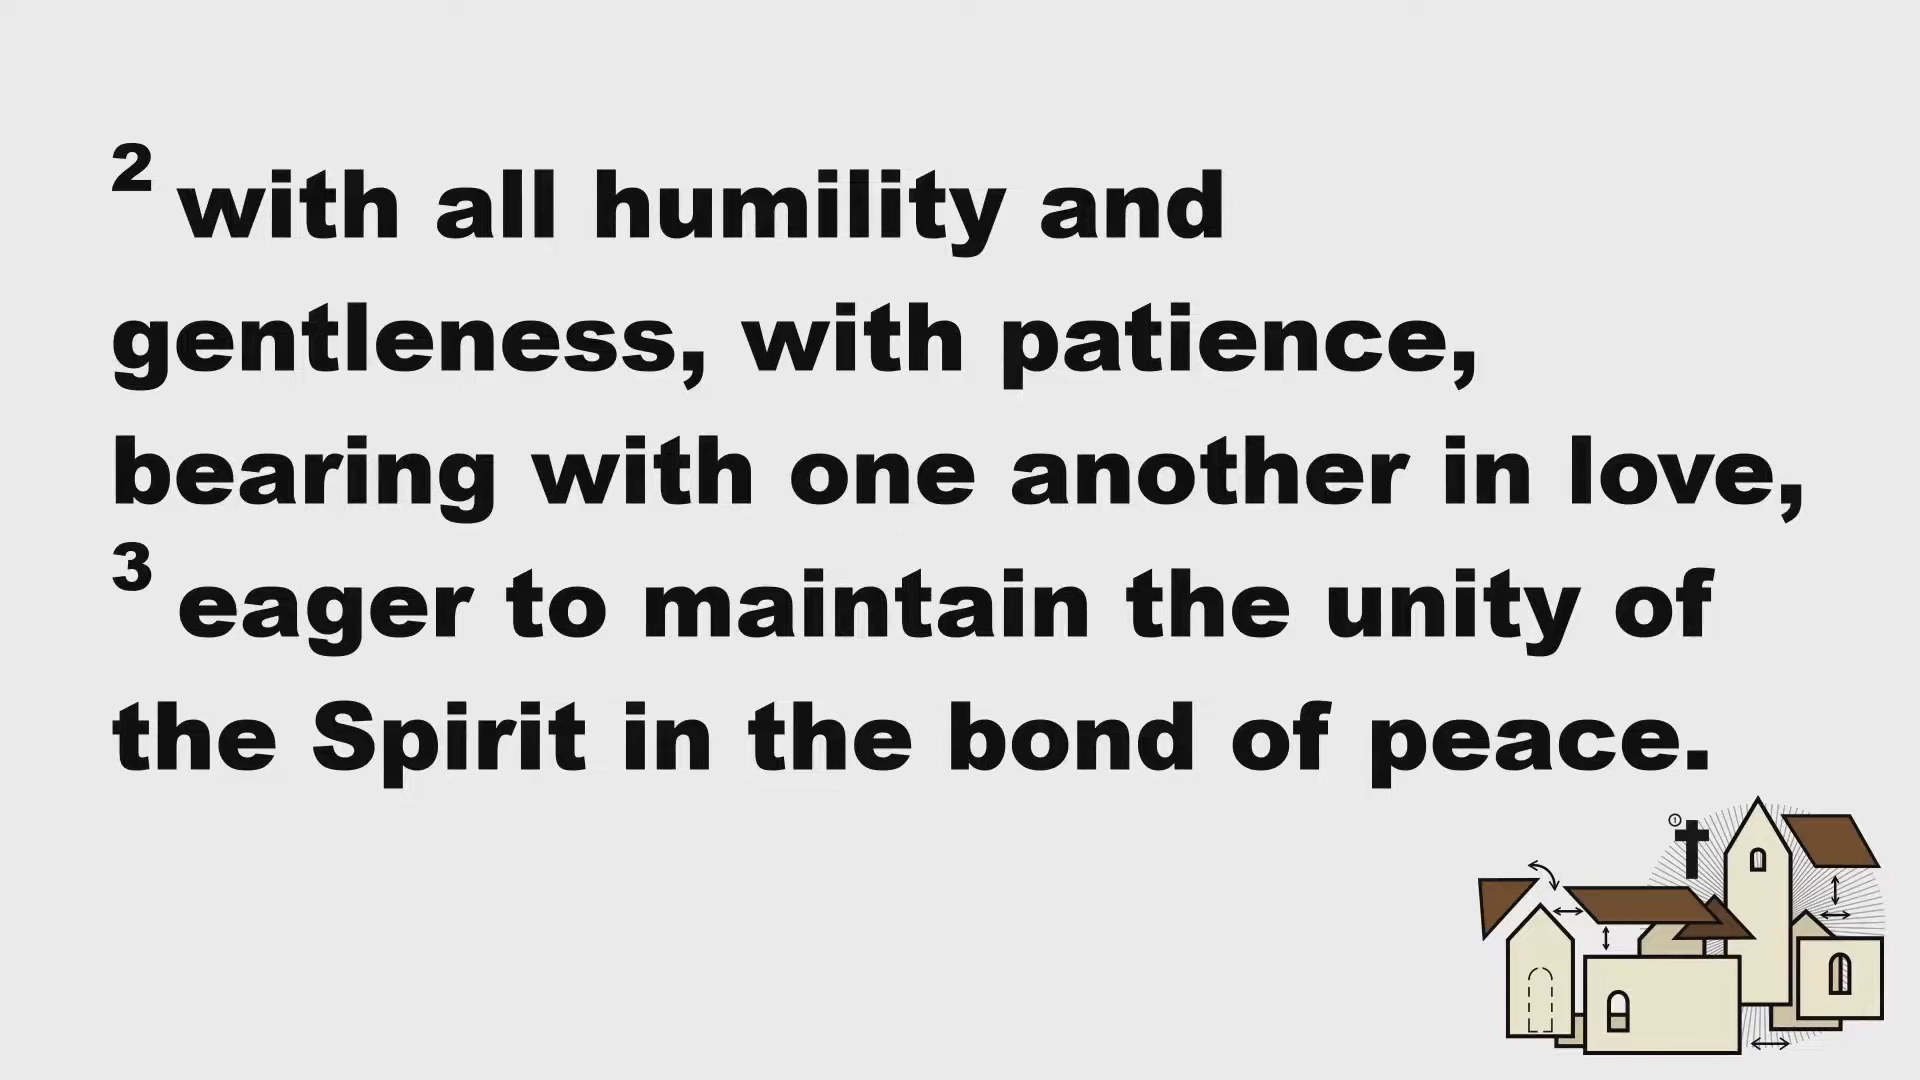 2 with all humility and
gentleness, with patience,
bearing with one another in love,
3 eager to maintain the unity of
the Spirit in the bond of peace.
1